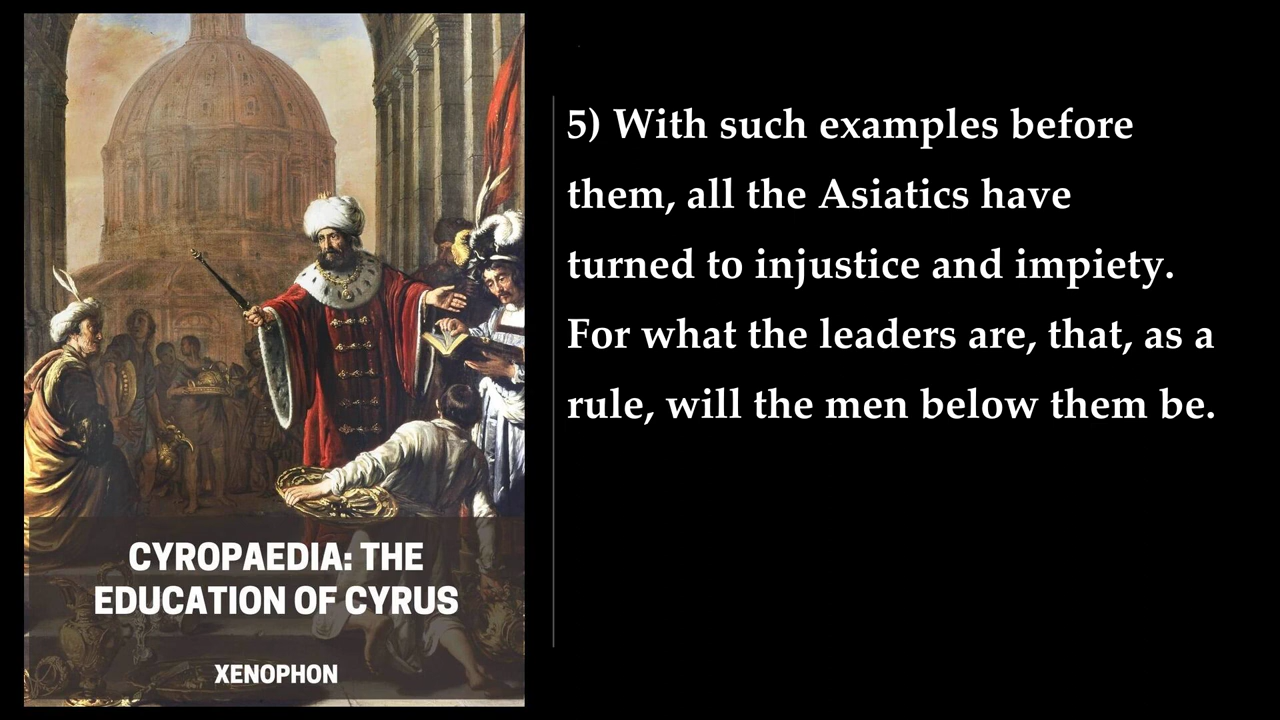 CYROPAEDIA: THE
EDUCATION OF CYRUS
XENOPHON
5) With such examples before
them, all the Asiatics have
turned to injustice and impiety.
For what the leaders are, that, as a
rule, will the men below them be.